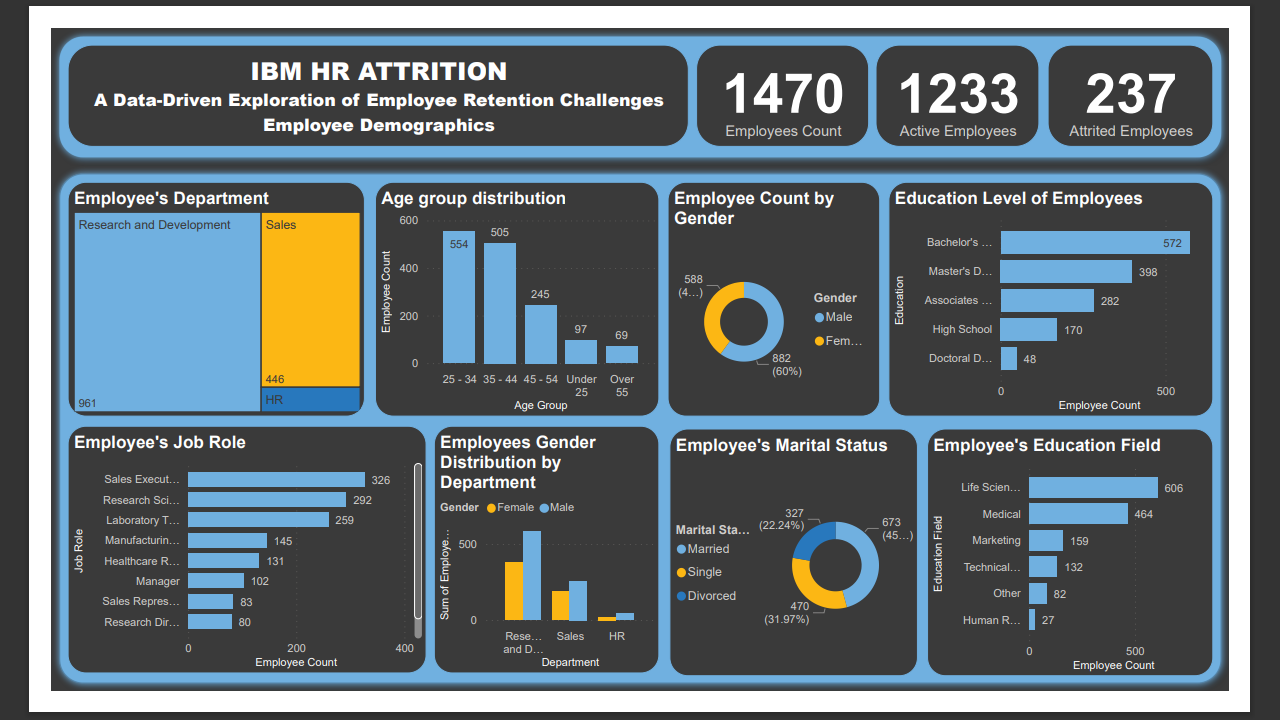 IBM HR ATTRITION
A Data-Driven Exploration of Employee Retention Challenges
Employee Demographics
1470
Employees Count
1233
Active Employees
237
Attrited Employees
Employee's Department
Research and Development
961
Sales
446
HR
Age group distribution
Employee Count
600
400
200
0
554
505
245
97
69
25 - 34
35 - 44
45 - 54
Under
25
Over
55
Age Group
Employee Count by
Gender
588
(4…)
882
(60%)
Gender
Male
Fem…
Education Level of Employees
Education
Bachelor's …
572
Master's D…
398
Associates …
282
High School
170
Doctoral D…
48
0
500
Employee Count
Employee's Job Role
Job Role
Sales Execut…
326
Research Sci…
292
Laboratory T…
259
Manufacturin…
145
Healthcare R…
131
Manager
102
Sales Repres…
83
Research Dir…
80
0
200
400
Employee Count
Employees Gender
Distribution by
Department
Gender
Female
Male
Sum of Employe…
500
0
Rese…
and D…
Sales
HR
Department
Employee's Marital Status
Marital Sta…
Married
Single
Divorced
327
(22.24%)
673
(45…)
470
(31.97%)
Employee's Education Field
Education Field
Life Scien…
606
Medical
464
Marketing
159
Technical…
132
Other
82
Human R…
27
0
500
Employee Count